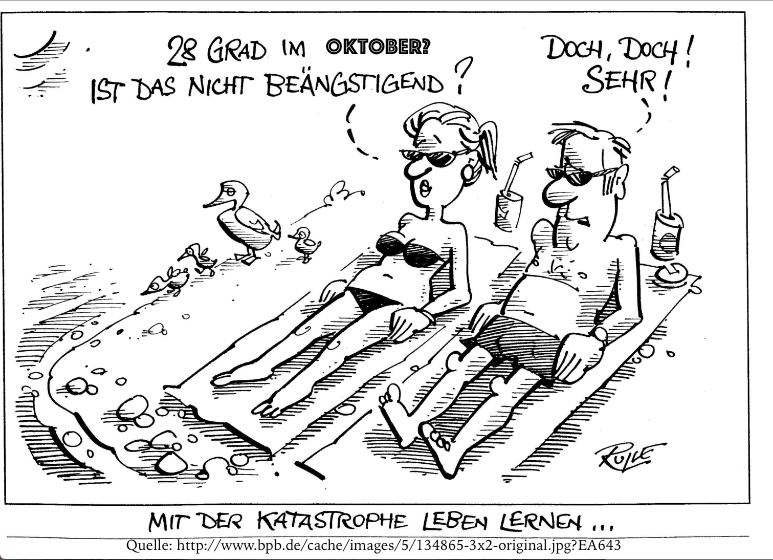 28 GRAD IM OKTOBER?
IST DAS NICHT BEÄNGSTIGEND?
DOCH, DOCH!
SEHR!
MIT DER KATASTROPHE LEBEN LERNEN...
Quelle: http://www.bpb.de/cache/images/5/134865-3x2-original.jpg?EA643